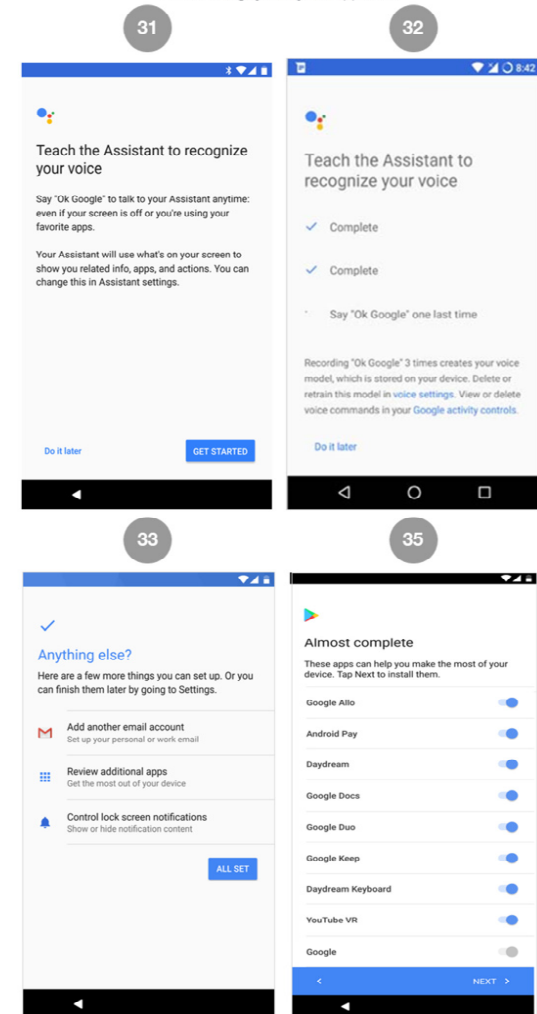 31
Teach the Assistant to recognize
your voice
Say "Ok Google" to talk to your Assistant anytime:
even if your screen is off or you're using your
favorite apps.
Your Assistant will use what's on your screen to
show you related info, apps, and actions. You can
change this in Assistant settings.
Do it later
GET STARTED
32
8:42
Teach the Assistant to
recognize your voice
Complete
Complete
Say "Ok Google" one last time
Recording "Ok Google" 3 times creates your voice
model, which is stored on your device. Delete or
retrain this model in voice settings. View or delete
voice commands in your Google activity controls.
Do it later
33
Anything else?
Here are a few more things you can set up. Or you
can finish them later by going to Settings.
Add another email account
Set up your personal or work email
Review additional apps
Get the most out of your device
Control lock screen notifications
Show or hide notification content
ALL SET
35
Almost complete
These apps can help you make the most of your
device. Tap Next to install them.
Google Allo
Android Pay
Daydream
Google Docs
Google Duo
Google Keep
Daydream Keyboard
YouTube VR
Google
< NEXT >